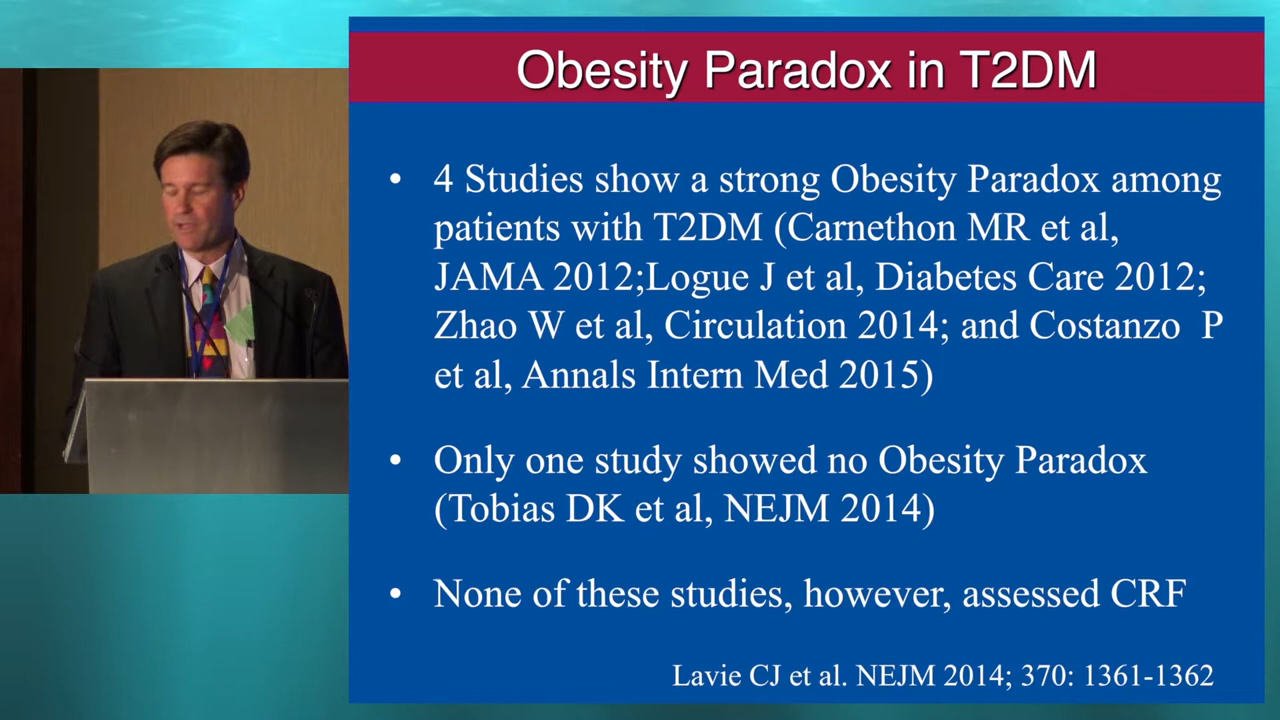 Obesity Paradox in T2DM
• 4 Studies show a strong Obesity Paradox among
patients with T2DM (Carnethon MR et al,
JAMA 2012;Logue J et al, Diabetes Care 2012;
Zhao W et al, Circulation 2014; and Costanzo P
et al, Annals Intern Med 2015)
• Only one study showed no Obesity Paradox
(Tobias DK et al, NEJM 2014)
• None of these studies, however, assessed CRF
Lavie CJ et al. NEJM 2014; 370: 1361-1362